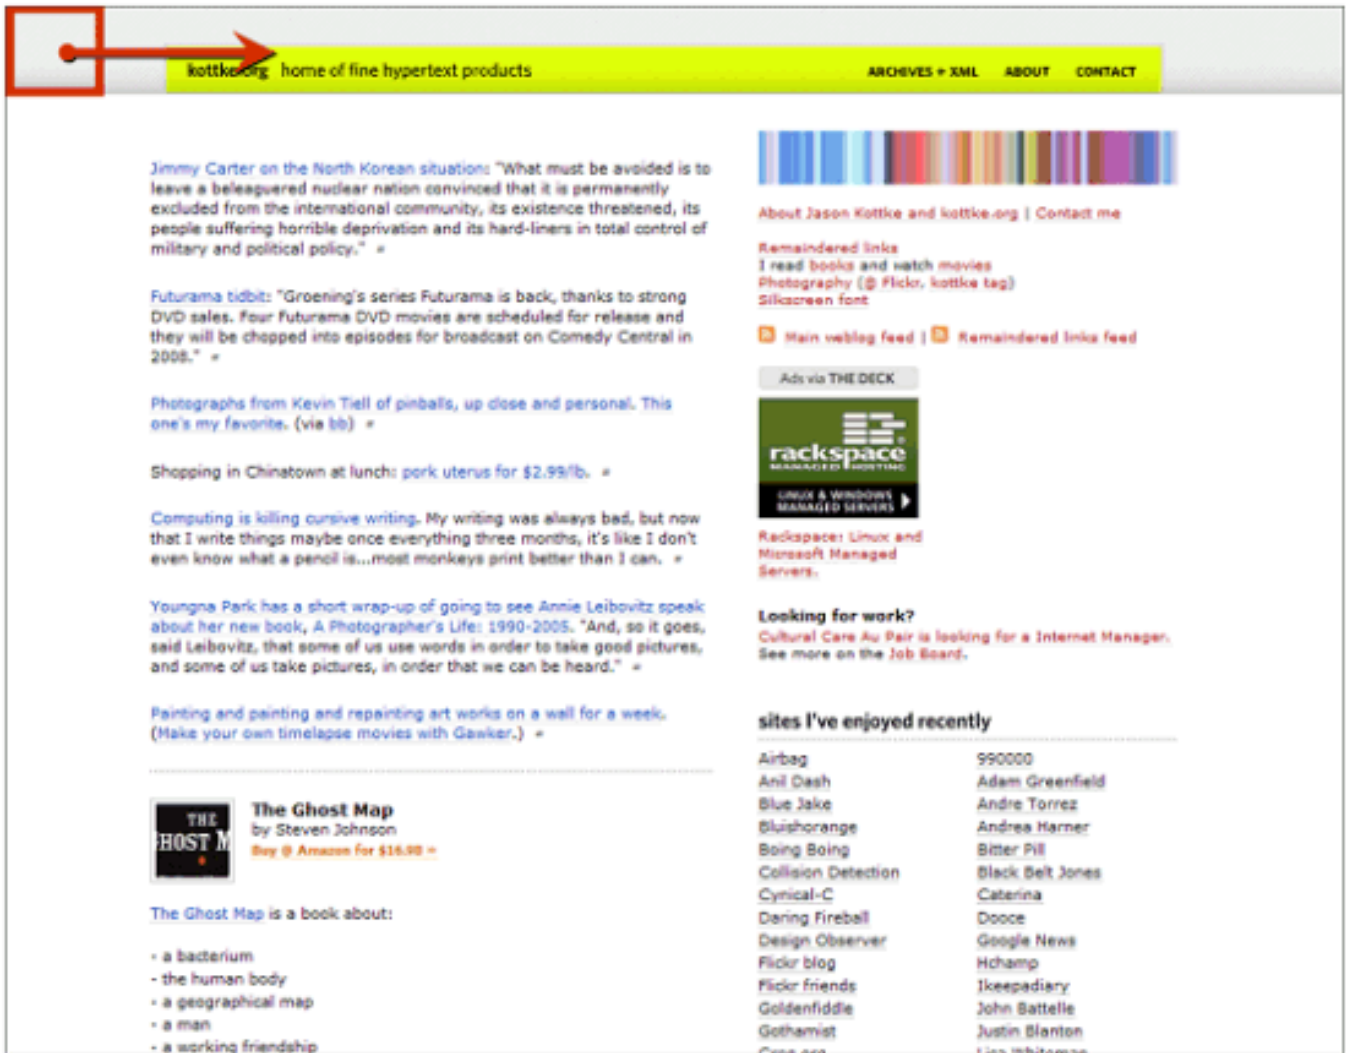 kottke.org home of fine hypertext products
ARCHIVES + XML ABOUT CONTACT
Jimmy Carter on the North Korean situation: "What must be avoided is to
leave a beleaguered nuclear nation convinced that it is permanently
excluded from the international community, its existence threatened, its
people suffering horrible deprivation and its hard-liners in total control of
military and political policy." #
Futurama tidbit: "Groening's series Futurama is back, thanks to strong
DVD sales. Four Futurama DVD movies are scheduled for release and
they will be chopped into episodes for broadcast on Comedy Central in
2008." #
Photographs from Kevin Tiell of pinballs, up close and personal. This
one's my favorite. (via bb) #
Shopping in Chinatown at lunch: pork uterus for $2.99/lb. #
Computing is killing cursive writing. My writing was always bad, but now
that I write things maybe once everything three months, it's like I don't
even know what a pencil is...most monkeys print better than I can. #
Youngna Park has a short wrap-up of going to see Annie Leibovitz speak
about her new book, A Photographer's Life: 1990-2005. "And, so it goes,
said Leibovitz, that some of us use words in order to take good pictures,
and some of us take pictures, in order that we can be heard." #
Painting and painting and repainting art works on a wall for a week.
(Make your own timelapse movies with Gawker.) #
THE
HOST M
The Ghost Map
by Steven Johnson
Buy @ Amazon for $16.98 »
The Ghost Map is a book about:
- a bacterium
- the human body
- a geographical map
- a man
- a working friendship
About Jason Kottke and kottke.org | Contact me
Remaindered links
I read books and watch movies
Photography (@ Flickr, kottke tag)
Silkscreen font
Main weblog feed | Remaindered links feed
Ads via THE DECK
rackspace
MANAGED HOSTING
LINUX & WINDOWS
MANAGED SERVERS
Rackspace: Linux and
Microsoft Managed
Servers.
Looking for work?
Cultural Care Au Pair is looking for a Internet Manager.
See more on the Job Board.
sites I've enjoyed recently
Airbag 990000
Anil Dash Adam Greenfield
Blue Jake Andre Torrez
Bluishorange Andrea Harner
Boing Boing Bitter Pill
Collision Detection Black Belt Jones
Cynical-C Caterina
Daring Fireball Dooce
Design Observer Google News
Flickr blog Hchamp
Flickr friends Ikeepadiary
Goldenfiddle John Battelle
Gothamist Justin Blanton